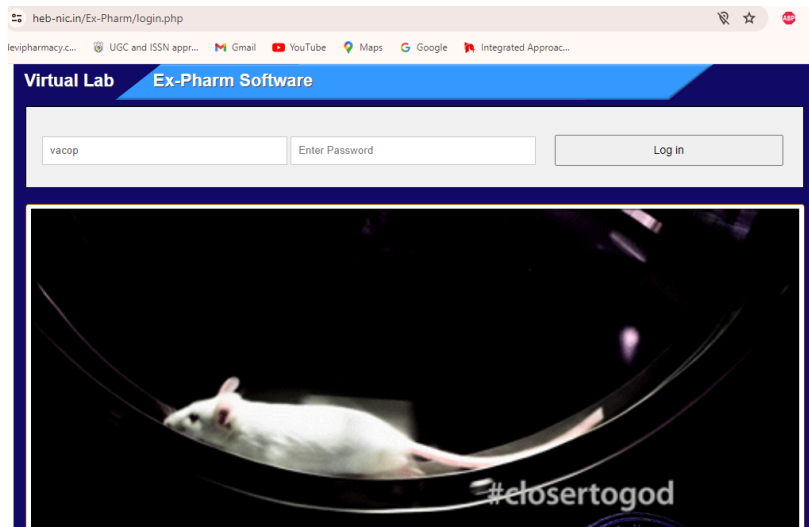 heb-nic.in/Ex-Pharm/login.php
ABP
levipharmacy.c... UGC and ISSN appr... Gmail YouTube Maps Google Integrated Approac...
Virtual Lab Ex-Pharm Software
vacop Enter Password Log in
#closertogod